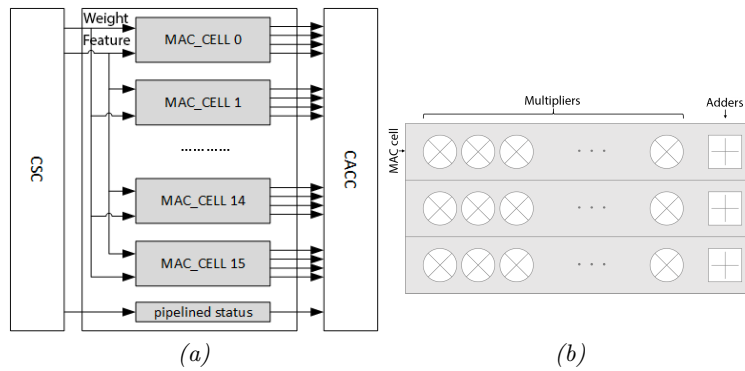 Weight
Feature
MAC_CELL 0
MAC_CELL 1
…………
MAC_CELL 14
MAC_CELL 15
pipelined status
CSC
CACC
(a)
Multipliers
Adders
MAC cell
. . .
. . .
. . .
(b)